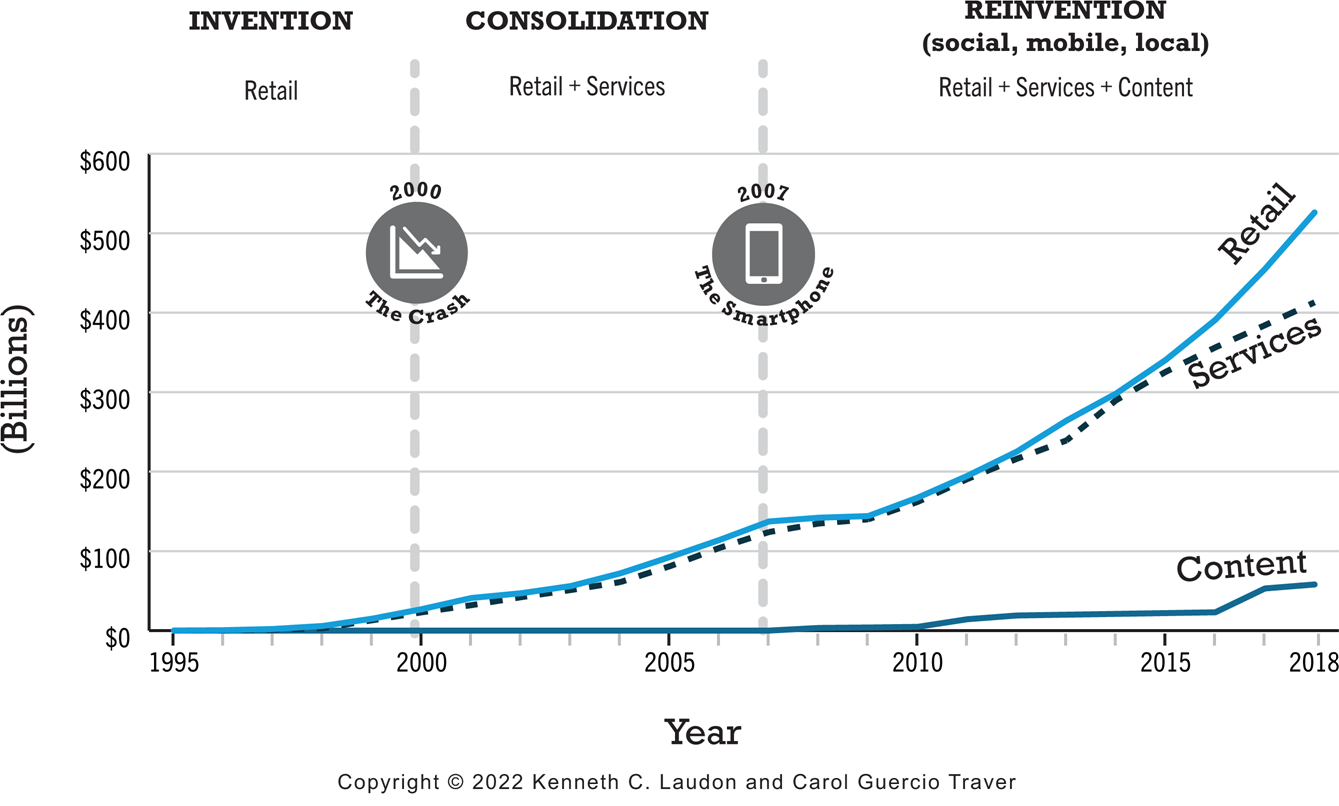 INVENTION
CONSOLIDATION
REINVENTION
(social, mobile, local)
Retail
Retail + Services
Retail + Services + Content
$600
$500
$400
$300
$200
$100
$0
(Billions)
2000
The Crash
2007
The Smartphone
Retail
Services
Content
1995
2000
2005
2010
2015
2018
Year
Copyright © 2022 Kenneth C. Laudon and Carol Guercio Traver